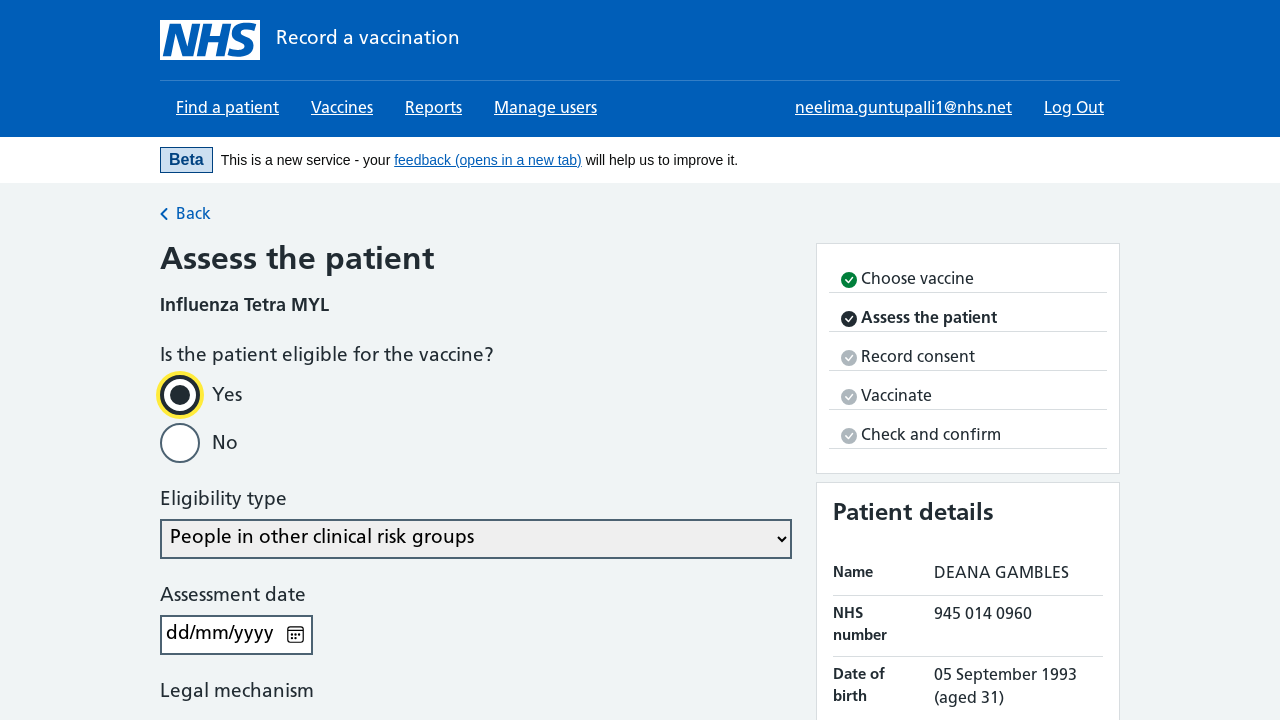 NHS Record a vaccination
Find a patient Vaccines Reports Manage users neelima.guntupalli1@nhs.net Log Out
Beta This is a new service - your feedback (opens in a new tab) will help us to improve it.
Back
Assess the patient
Influenza Tetra MYL
Is the patient eligible for the vaccine?
Yes
No
Eligibility type
People in other clinical risk groups
Assessment date
dd/mm/yyyy
Legal mechanism
Choose vaccine
Assess the patient
Record consent
Vaccinate
Check and confirm
Patient details
Name DEANA GAMBLES
NHS number 945 014 0960
Date of birth 05 September 1993 (aged 31)